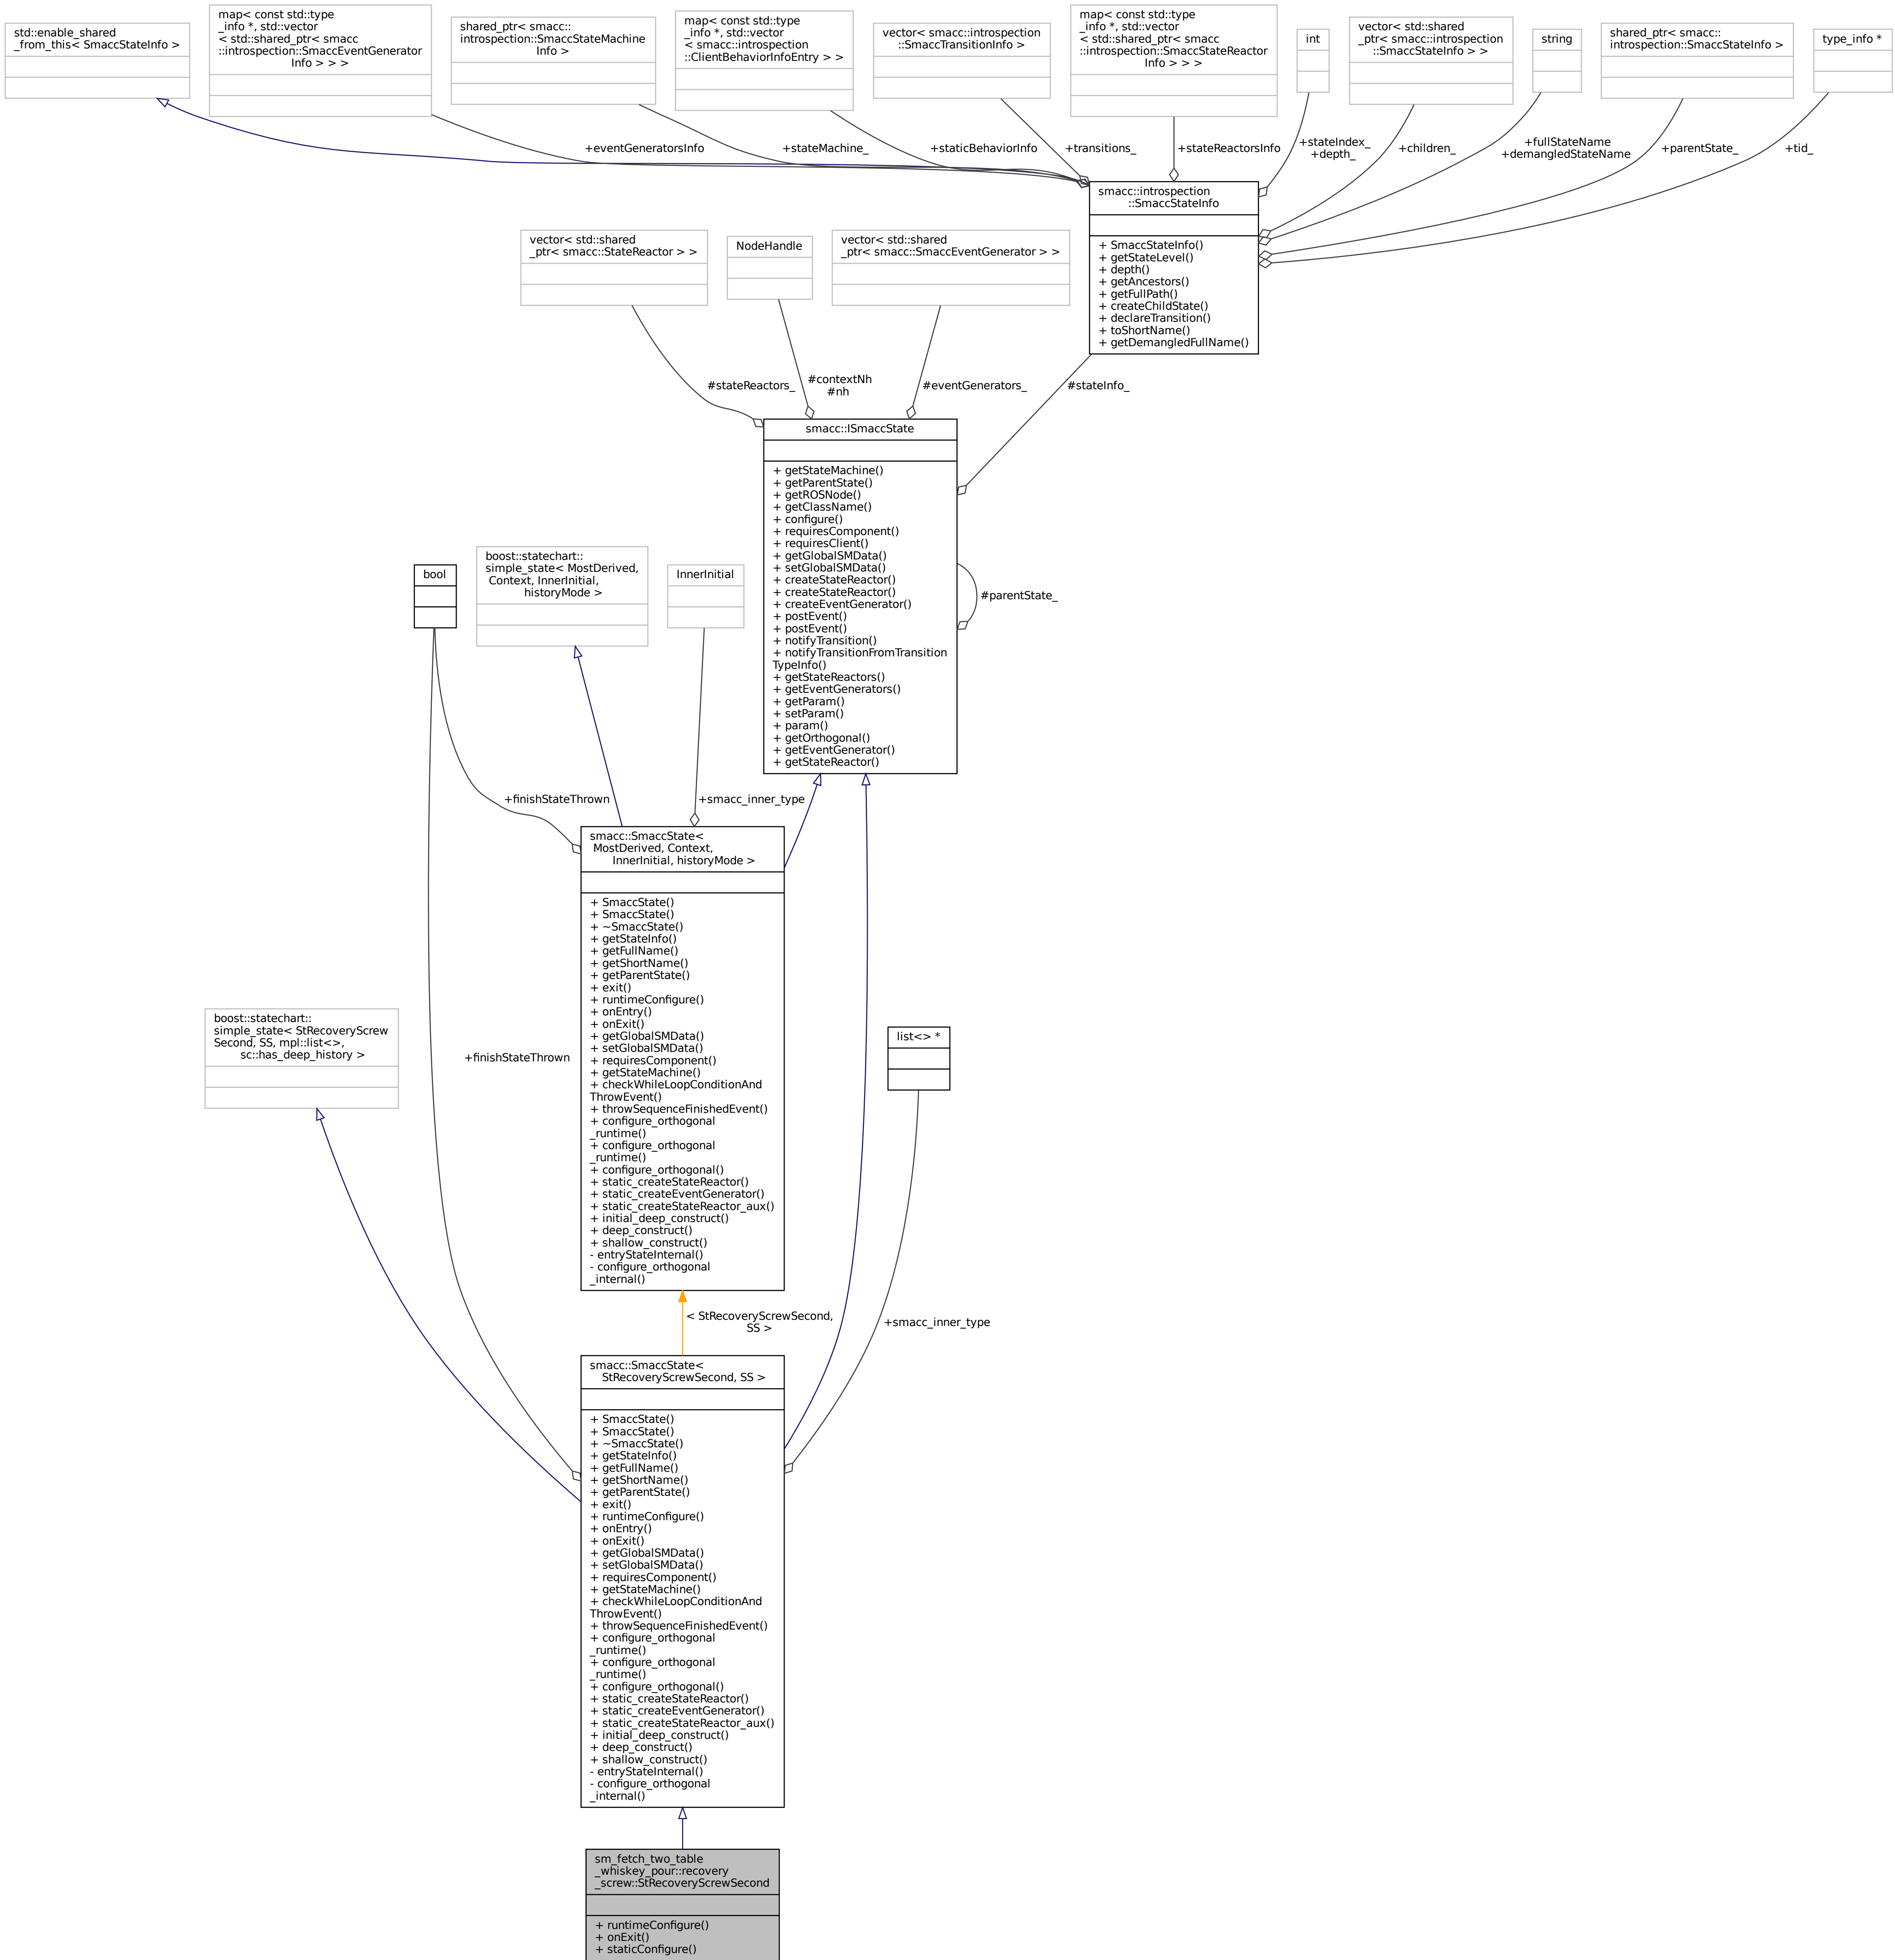 std::enable_shared
_from_this< SmaccStateInfo >
map< const std::type
_info *, std::vector
< std::shared_ptr< smacc
::introspection::SmaccEventGenerator
Info > > >
shared_ptr< smacc::
introspection::SmaccStateMachine
Info >
map< const std::type
_info *, std::vector
< smacc::introspection
::ClientBehaviorInfoEntry > >
vector< smacc::introspection
::SmaccTransitionInfo >
map< const std::type
_info *, std::vector
< std::shared_ptr< smacc
::introspection::SmaccStateReactor
Info > > >
int
vector< std::shared
_ptr< smacc::introspection
::SmaccStateInfo > >
string
shared_ptr< smacc::
introspection::SmaccStateInfo >
type_info *
+eventGeneratorsInfo
+stateMachine_
+staticBehaviorInfo
+transitions_
+stateReactorsInfo
+stateIndex_
+depth_
+children_
+fullStateName
+demangledStateName
+parentState_
+tid_
smacc::introspection
::SmaccStateInfo
+ SmaccStateInfo()
+ getStateLevel()
+ depth()
+ getAncestors()
+ getFullPath()
+ createChildState()
+ declareTransition()
+ toShortName()
+ getDemangledFullName()
vector< std::shared
_ptr< smacc::StateReactor > >
NodeHandle
vector< std::shared
_ptr< smacc::SmaccEventGenerator > >
#stateReactors_
#contextNh
#nh
#eventGenerators_
#stateInfo_
smacc::ISmaccState
+ getStateMachine()
+ getParentState()
+ getROSNode()
+ getClassName()
+ configure()
+ requiresComponent()
+ requiresClient()
+ getGlobalSMData()
+ setGlobalSMData()
+ createStateReactor()
+ createStateReactor()
+ createEventGenerator()
+ postEvent()
+ postEvent()
+ notifyTransition()
+ notifyTransitionFromTransition
TypeInfo()
+ getStateReactors()
+ getEventGenerators()
+ getParam()
+ setParam()
+ param()
+ getOrthogonal()
+ getEventGenerator()
+ getStateReactor()
#parentState_
bool
boost::statechart::
simple_state< MostDerived,
Context, InnerInitial,
historyMode >
InnerInitial
+finishStateThrown
+smacc_inner_type
smacc::SmaccState<
MostDerived, Context,
InnerInitial, historyMode >
+ SmaccState()
+ SmaccState()
+ ~SmaccState()
+ getStateInfo()
+ getFullName()
+ getShortName()
+ getParentState()
+ exit()
+ runtimeConfigure()
+ onEntry()
+ onExit()
+ getGlobalSMData()
+ setGlobalSMData()
+ requiresComponent()
+ getStateMachine()
+ checkWhileLoopConditionAnd
ThrowEvent()
+ throwSequenceFinishedEvent()
+ configure_orthogonal
_runtime()
+ configure_orthogonal
_runtime()
+ configure_orthogonal()
+ static_createStateReactor()
+ static_createEventGenerator()
+ static_createStateReactor_aux()
+ initial_deep_construct()
+ deep_construct()
+ shallow_construct()
- entryStateInternal()
- configure_orthogonal
_internal()
boost::statechart::
simple_state< StRecoveryScrew
Second, SS, mpl::list<>,
sc::has_deep_history >
+finishStateThrown
list<> *
< StRecoveryScrewSecond,
SS >
+smacc_inner_type
smacc::SmaccState<
StRecoveryScrewSecond, SS >
+ SmaccState()
+ SmaccState()
+ ~SmaccState()
+ getStateInfo()
+ getFullName()
+ getShortName()
+ getParentState()
+ exit()
+ runtimeConfigure()
+ onEntry()
+ onExit()
+ getGlobalSMData()
+ setGlobalSMData()
+ requiresComponent()
+ getStateMachine()
+ checkWhileLoopConditionAnd
ThrowEvent()
+ throwSequenceFinishedEvent()
+ configure_orthogonal
_runtime()
+ configure_orthogonal
_runtime()
+ configure_orthogonal()
+ static_createStateReactor()
+ static_createEventGenerator()
+ static_createStateReactor_aux()
+ initial_deep_construct()
+ deep_construct()
+ shallow_construct()
- entryStateInternal()
- configure_orthogonal
_internal()
sm_fetch_two_table
_whiskey_pour::recovery
_screw::StRecoveryScrewSecond
+ runtimeConfigure()
+ onExit()
+ staticConfigure()